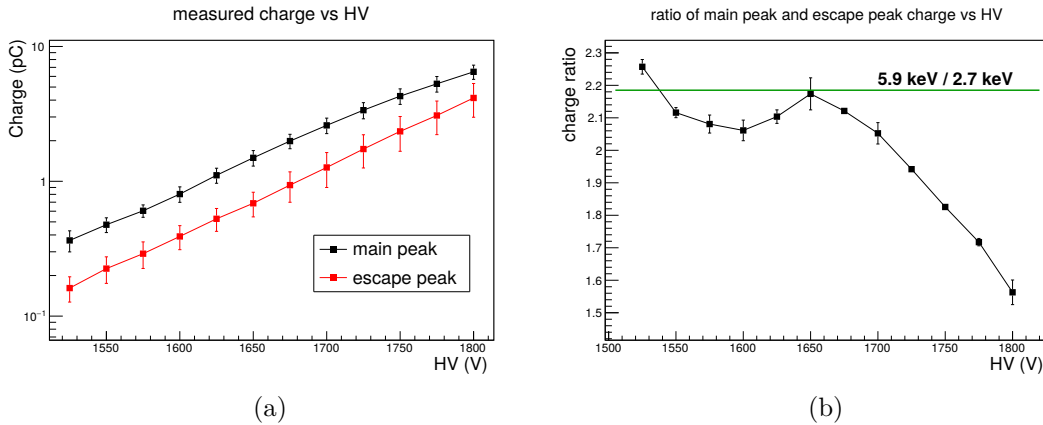 measured charge vs HV
Charge (pC)
10
1
10⁻¹
main peak
escape peak
1550 1600 1650 1700 1750 1800
HV (V)
(a)
ratio of main peak and escape peak charge vs HV
charge ratio
2.3
2.2
2.1
2
1.9
1.8
1.7
1.6
1.5
5.9 keV / 2.7 keV
1500 1550 1600 1650 1700 1750 1800
HV (V)
(b)